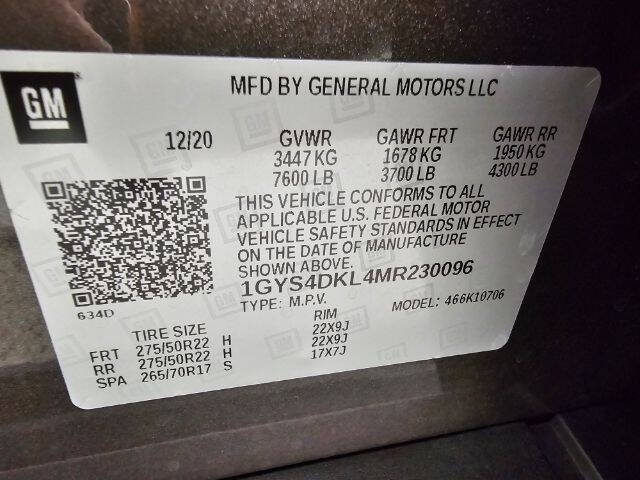 GM
MFD BY GENERAL MOTORS LLC
12/20 GVWR GAWR FRT GAWR RR
3447 KG 1678 KG 1950 KG
7600 LB 3700 LB 4300 LB
THIS VEHICLE CONFORMS TO ALL
APPLICABLE U.S. FEDERAL MOTOR
VEHICLE SAFETY STANDARDS IN EFFECT
ON THE DATE OF MANUFACTURE
SHOWN ABOVE.
1GYS4DKL4MR230096
634D
TYPE: M.P.V. MODEL: 466K10706
TIRE SIZE RIM
FRT 275/50R22 H 22X9J
RR 275/50R22 H 22X9J
SPA 265/70R17 S 17X7J